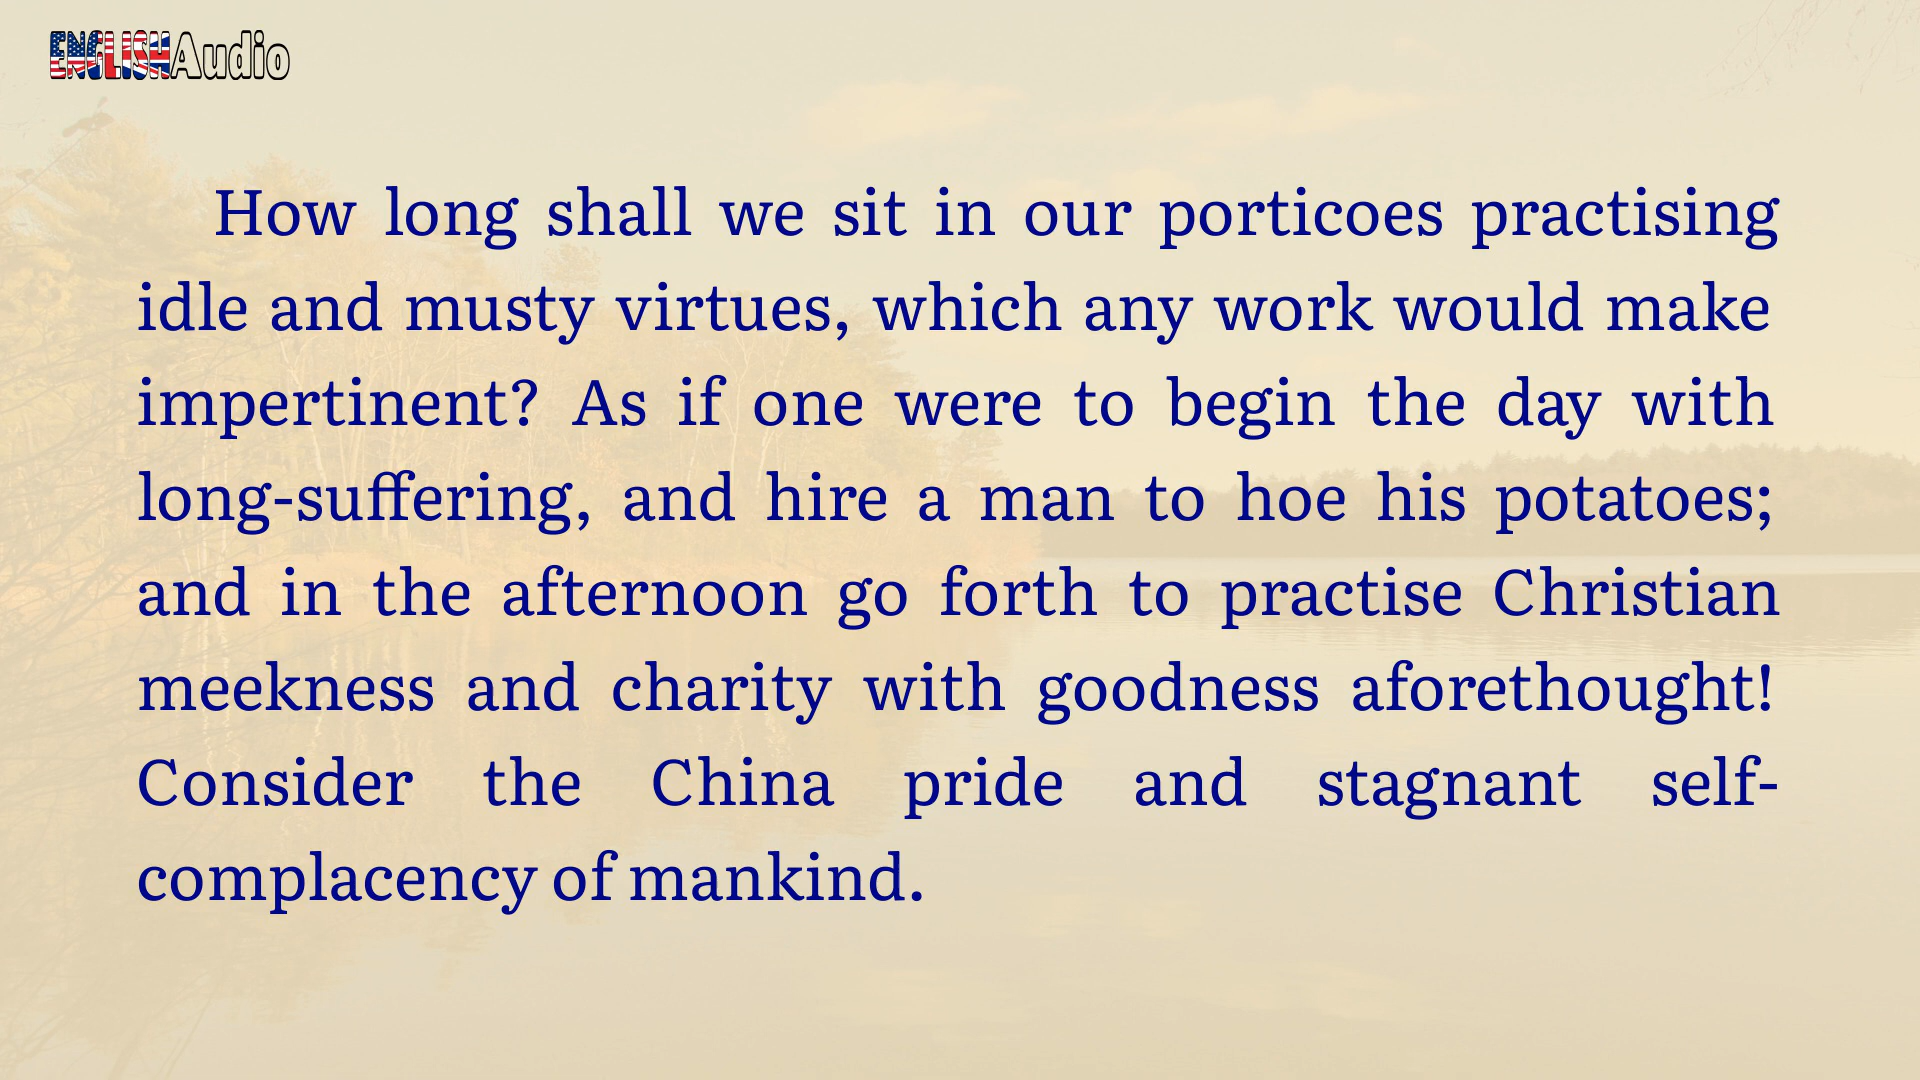 ENGLISHAudio
How long shall we sit in our porticoes practising
idle and musty virtues, which any work would make
impertinent? As if one were to begin the day with
long-suffering, and hire a man to hoe his potatoes;
and in the afternoon go forth to practise Christian
meekness and charity with goodness aforethought!
Consider the China pride and stagnant self-
complacency of mankind.